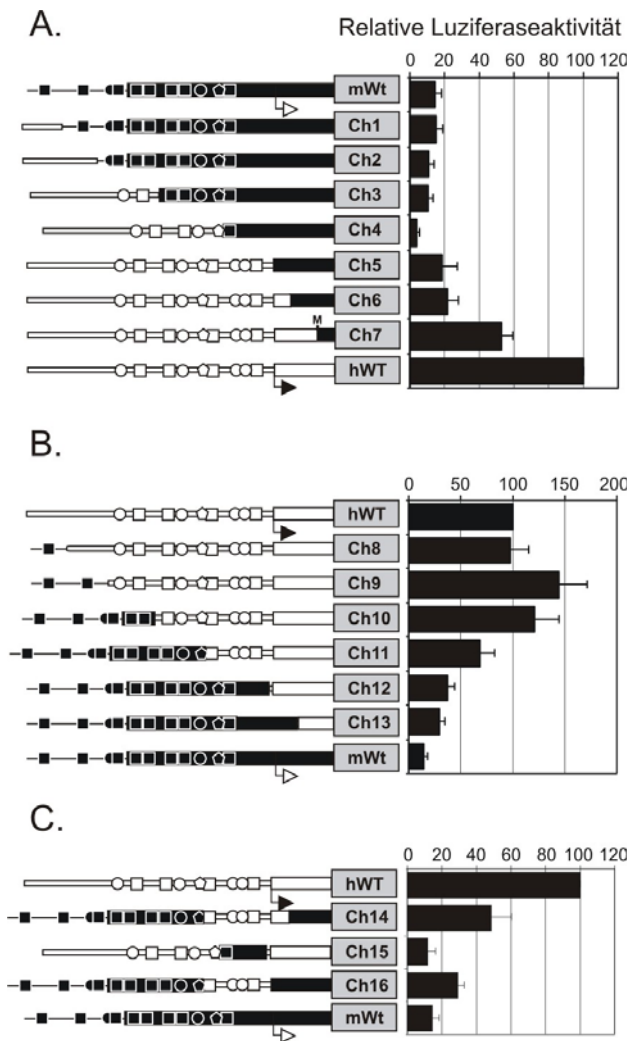 A.
Relative Luziferaseaktivität
0 20 40 60 80 100 120
mWt
Ch1
Ch2
Ch3
Ch4
Ch5
Ch6
M
Ch7
hWT
B.
0 50 100 150 200
hWT
Ch8
Ch9
Ch10
Ch11
Ch12
Ch13
mWt
C.
0 20 40 60 80 100 120
hWT
Ch14
Ch15
Ch16
mWt